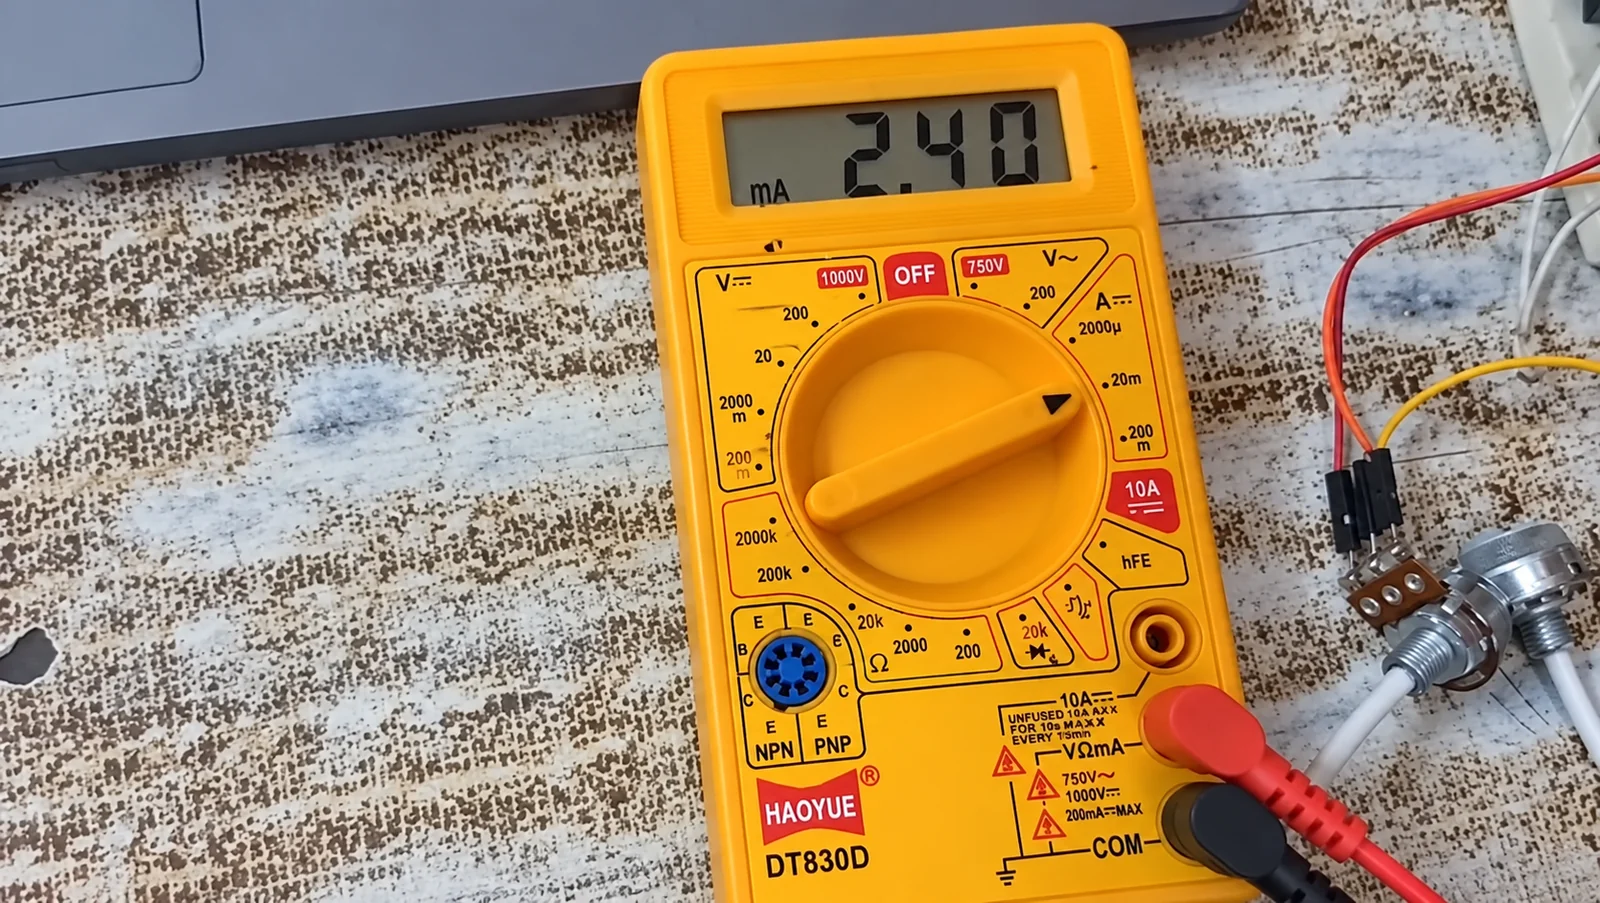 2.40
mA
V⎓
1000V
OFF
750V
V～
200
200
A⎓
2000µ
20
20m
2000
m
200
m
200
m
10A
2000k
hFE
200k
20k
2000
200
Ω
20k
E
E
B
C
C
E
E
NPN
PNP
10A⎓
UNFUSED 10A
FOR 10s MAXX
EVERY 15min
VΩmA
750V～
1000V⎓
200mA⎓MAX
COM
HAOYUE®
DT830D